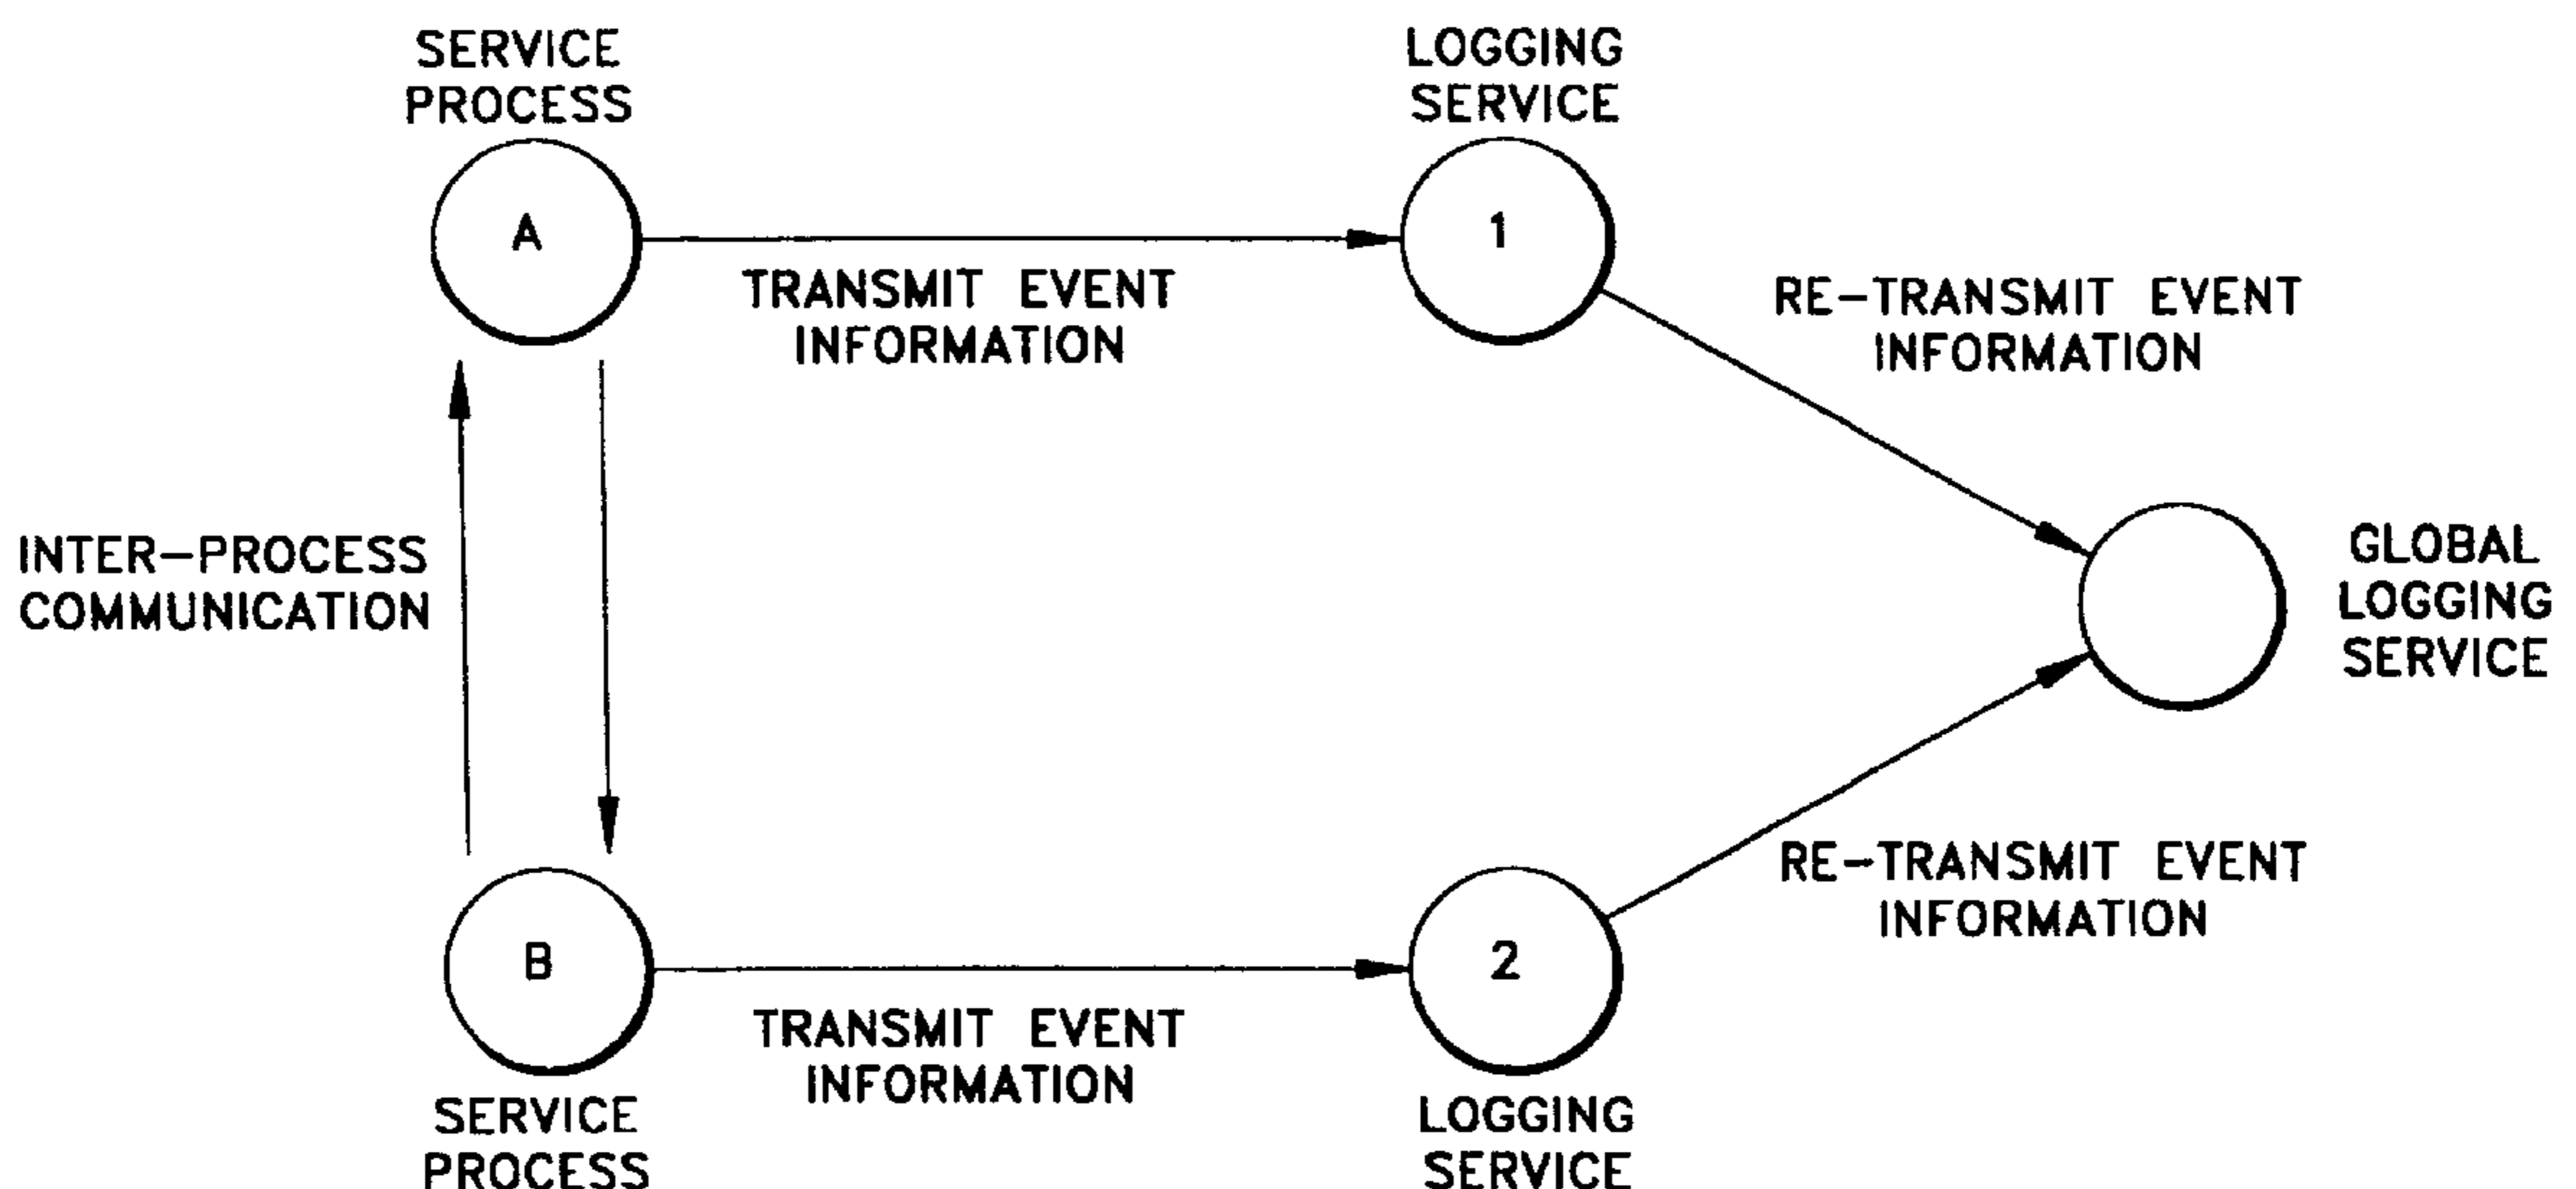 SERVICE
PROCESS
LOGGING
SERVICE
A
1
TRANSMIT EVENT
INFORMATION
RE-TRANSMIT EVENT
INFORMATION
INTER-PROCESS
COMMUNICATION
GLOBAL
LOGGING
SERVICE
B
2
RE-TRANSMIT EVENT
INFORMATION
TRANSMIT EVENT
INFORMATION
SERVICE
PROCESS
LOGGING
SERVICE